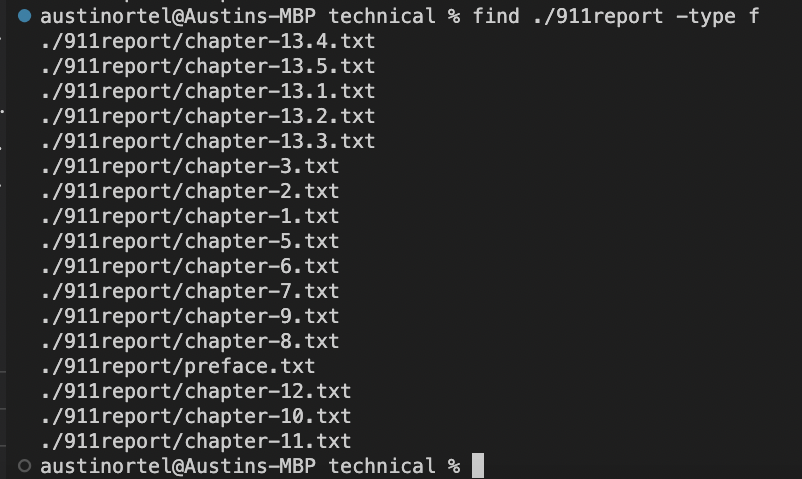 austinortel@Austins-MBP technical % find ./911report -type f
./911report/chapter-13.4.txt
./911report/chapter-13.5.txt
./911report/chapter-13.1.txt
./911report/chapter-13.2.txt
./911report/chapter-13.3.txt
./911report/chapter-3.txt
./911report/chapter-2.txt
./911report/chapter-1.txt
./911report/chapter-5.txt
./911report/chapter-6.txt
./911report/chapter-7.txt
./911report/chapter-9.txt
./911report/chapter-8.txt
./911report/preface.txt
./911report/chapter-12.txt
./911report/chapter-10.txt
./911report/chapter-11.txt
austinortel@Austins-MBP technical %